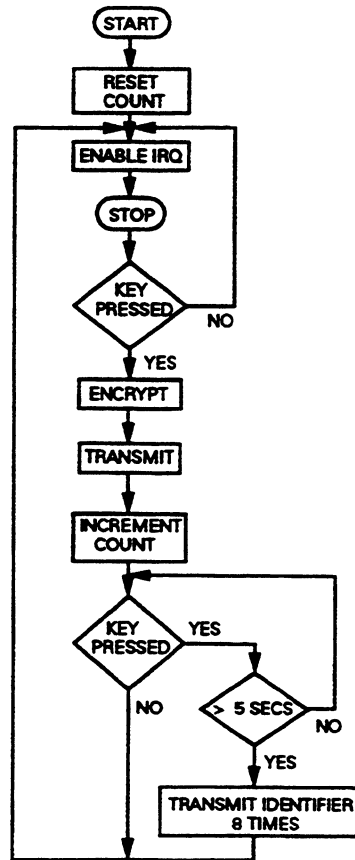 START
RESET
COUNT
ENABLE IRQ
STOP
KEY
PRESSED
NO
YES
ENCRYPT
TRANSMIT
INCREMENT
COUNT
KEY
PRESSED
YES
NO
> 5 SECS
NO
YES
TRANSMIT IDENTIFIER
8 TIMES